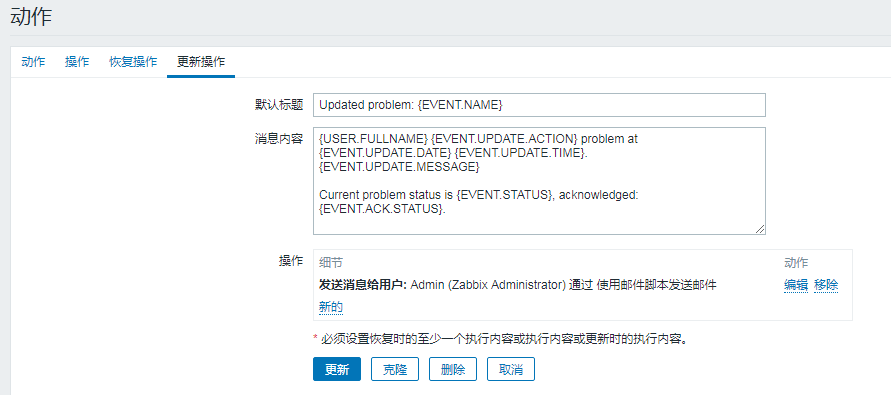 动作
动作 操作 恢复操作 更新操作
默认标题 Updated problem: {EVENT.NAME}
消息内容 {USER.FULLNAME} {EVENT.UPDATE.ACTION} problem at
{EVENT.UPDATE.DATE} {EVENT.UPDATE.TIME}.
{EVENT.UPDATE.MESSAGE}
Current problem status is {EVENT.STATUS}, acknowledged:
{EVENT.ACK.STATUS}.
操作 细节 动作
发送消息给用户: Admin (Zabbix Administrator) 通过 使用邮件脚本发送邮件 编辑 移除
新的
* 必须设置恢复时的至少一个执行内容或执行内容或更新时的执行内容。
更新 克隆 删除 取消